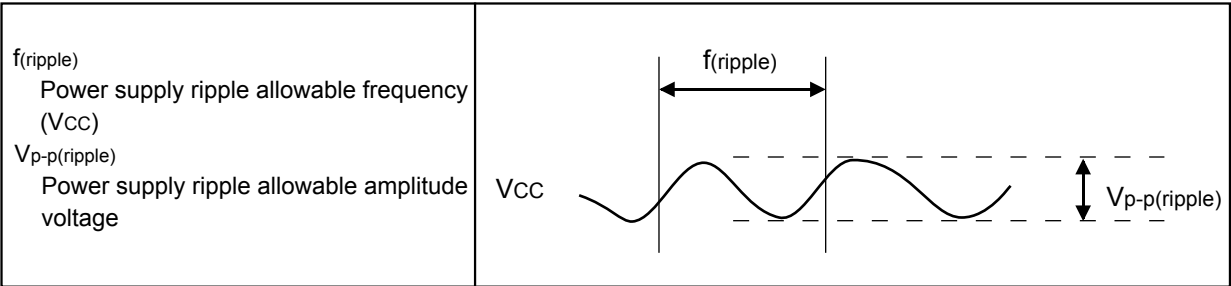 f(ripple)
Power supply ripple allowable frequency
(VCC)
Vp-p(ripple)
Power supply ripple allowable amplitude
voltage
f(ripple)
VCC
Vp-p(ripple)